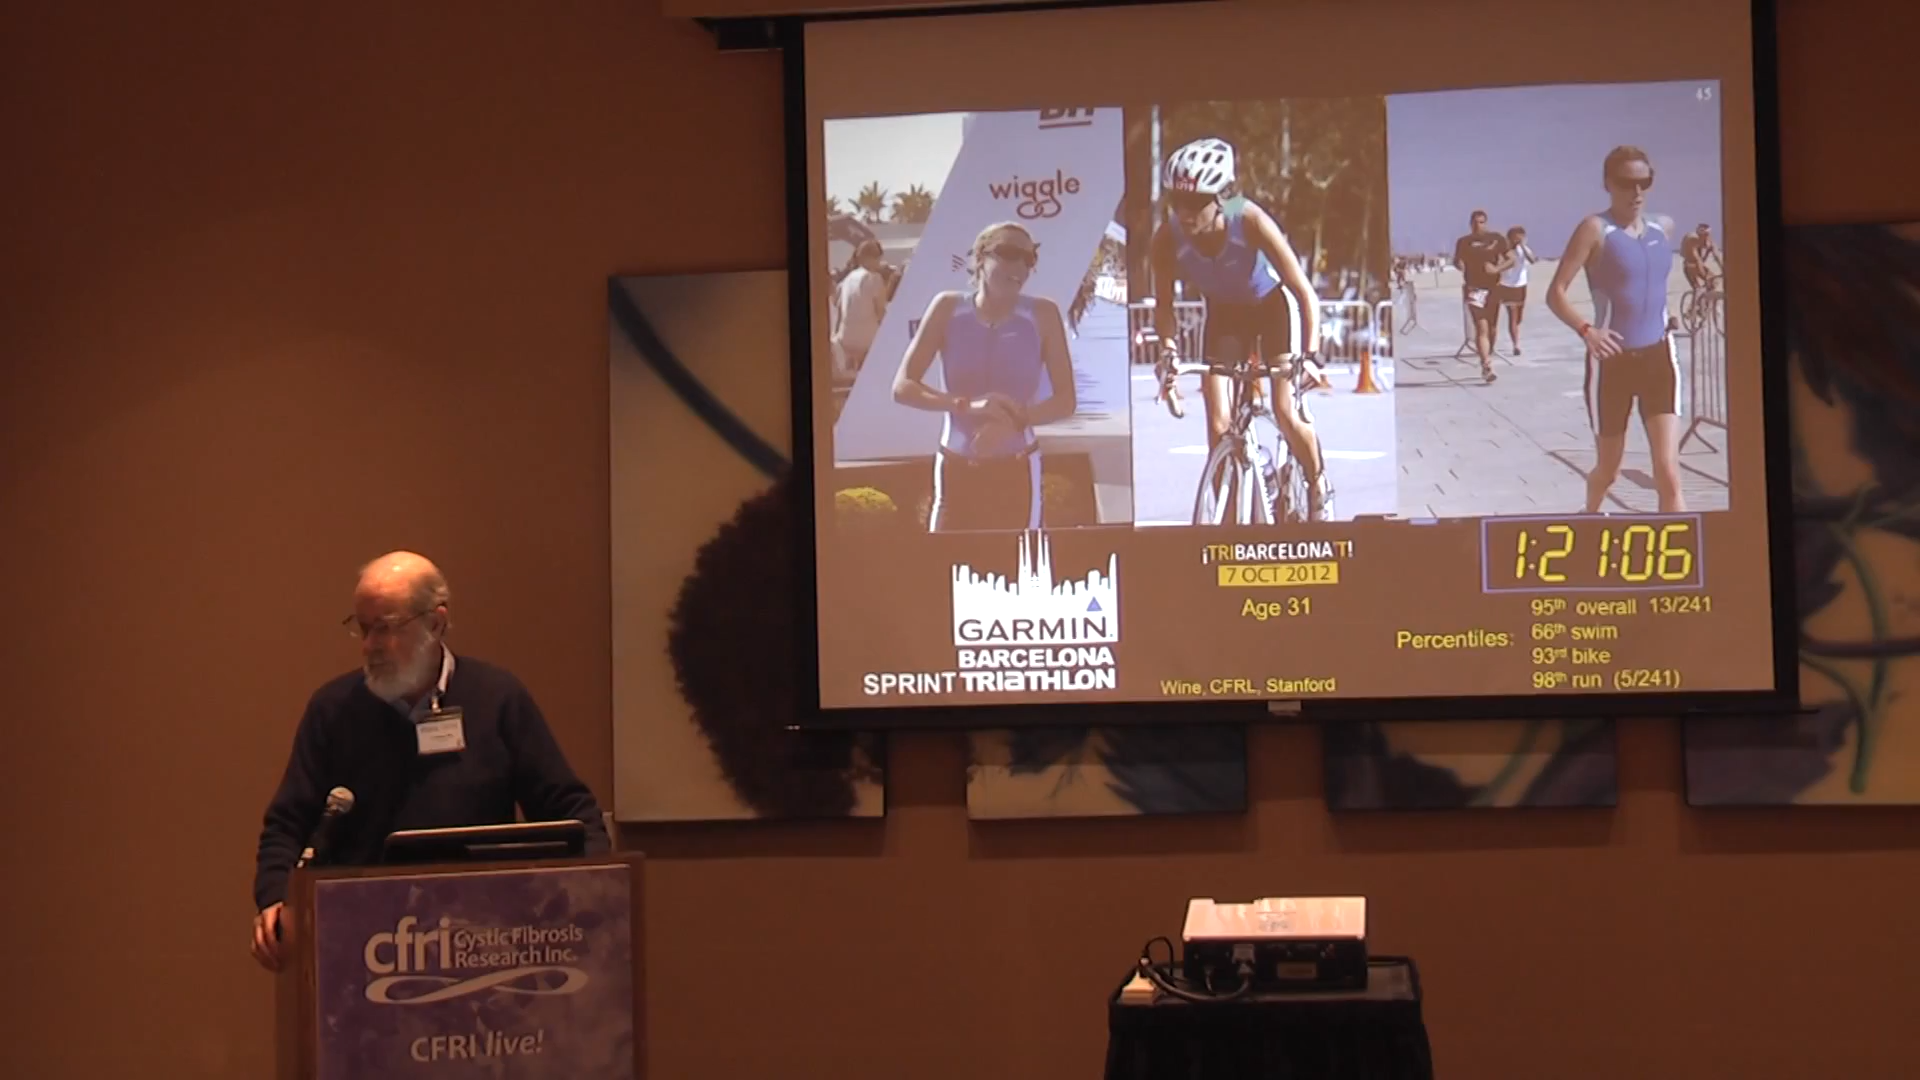 45
BH
wiggle
¡TRIBARCELONA'T!
7 OCT 2012
Age 31
1:21:06
95th overall 13/241
Percentiles: 66th swim
93rd bike
98th run (5/241)
GARMIN
BARCELONA
SPRINT TRIATHLON
Wine, CFRL, Stanford
cfri Cystic Fibrosis
Research Inc.
CFRI live!